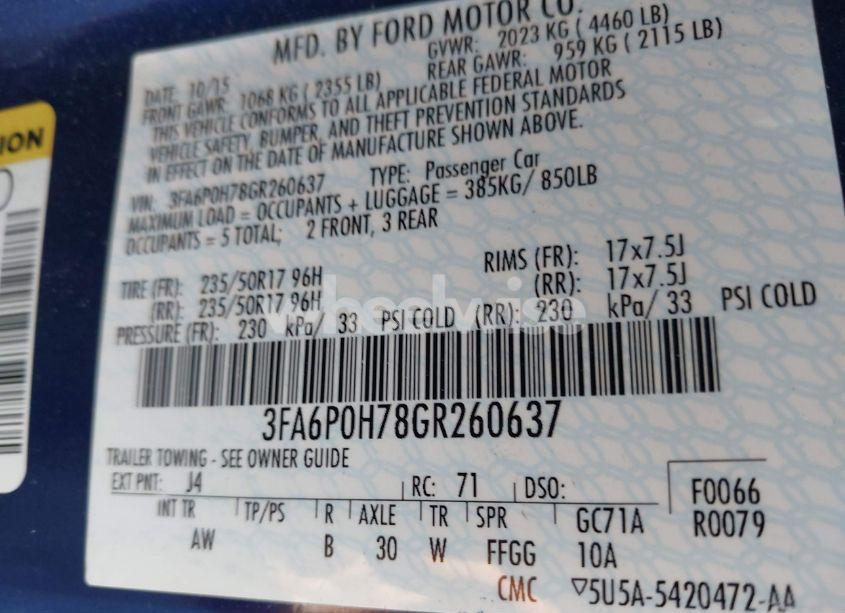 MFD. BY FORD MOTOR CO.
DATE: 10/15 GVWR: 2023 KG ( 4460 LB)
FRONT GAWR: 1068 KG ( 2355 LB) REAR GAWR: 959 KG ( 2115 LB)
THIS VEHICLE CONFORMS TO ALL APPLICABLE FEDERAL MOTOR
VEHICLE SAFETY, BUMPER, AND THEFT PREVENTION STANDARDS
IN EFFECT ON THE DATE OF MANUFACTURE SHOWN ABOVE.
VIN: 3FA6P0H78GR260637 TYPE: Passenger Car
MAXIMUM LOAD = OCCUPANTS + LUGGAGE = 385KG/ 850LB
OCCUPANTS = 5 TOTAL; 2 FRONT, 3 REAR
TIRE (FR): 235/50R17 96H RIMS (FR): 17x7.5J
(RR): 235/50R17 96H (RR): 17x7.5J
PRESSURE (FR): 230 kPa/ 33 PSI COLD (RR): 230 kPa/ 33 PSI COLD
3FA6P0H78GR260637
TRAILER TOWING - SEE OWNER GUIDE
EXT PNT: J4 RC: 71 DSO: F0066
INT TR TP/PS R AXLE TR SPR GC71A R0079
AW B 30 W FFGG 10A
CMC ▽5U5A-5420472-AA